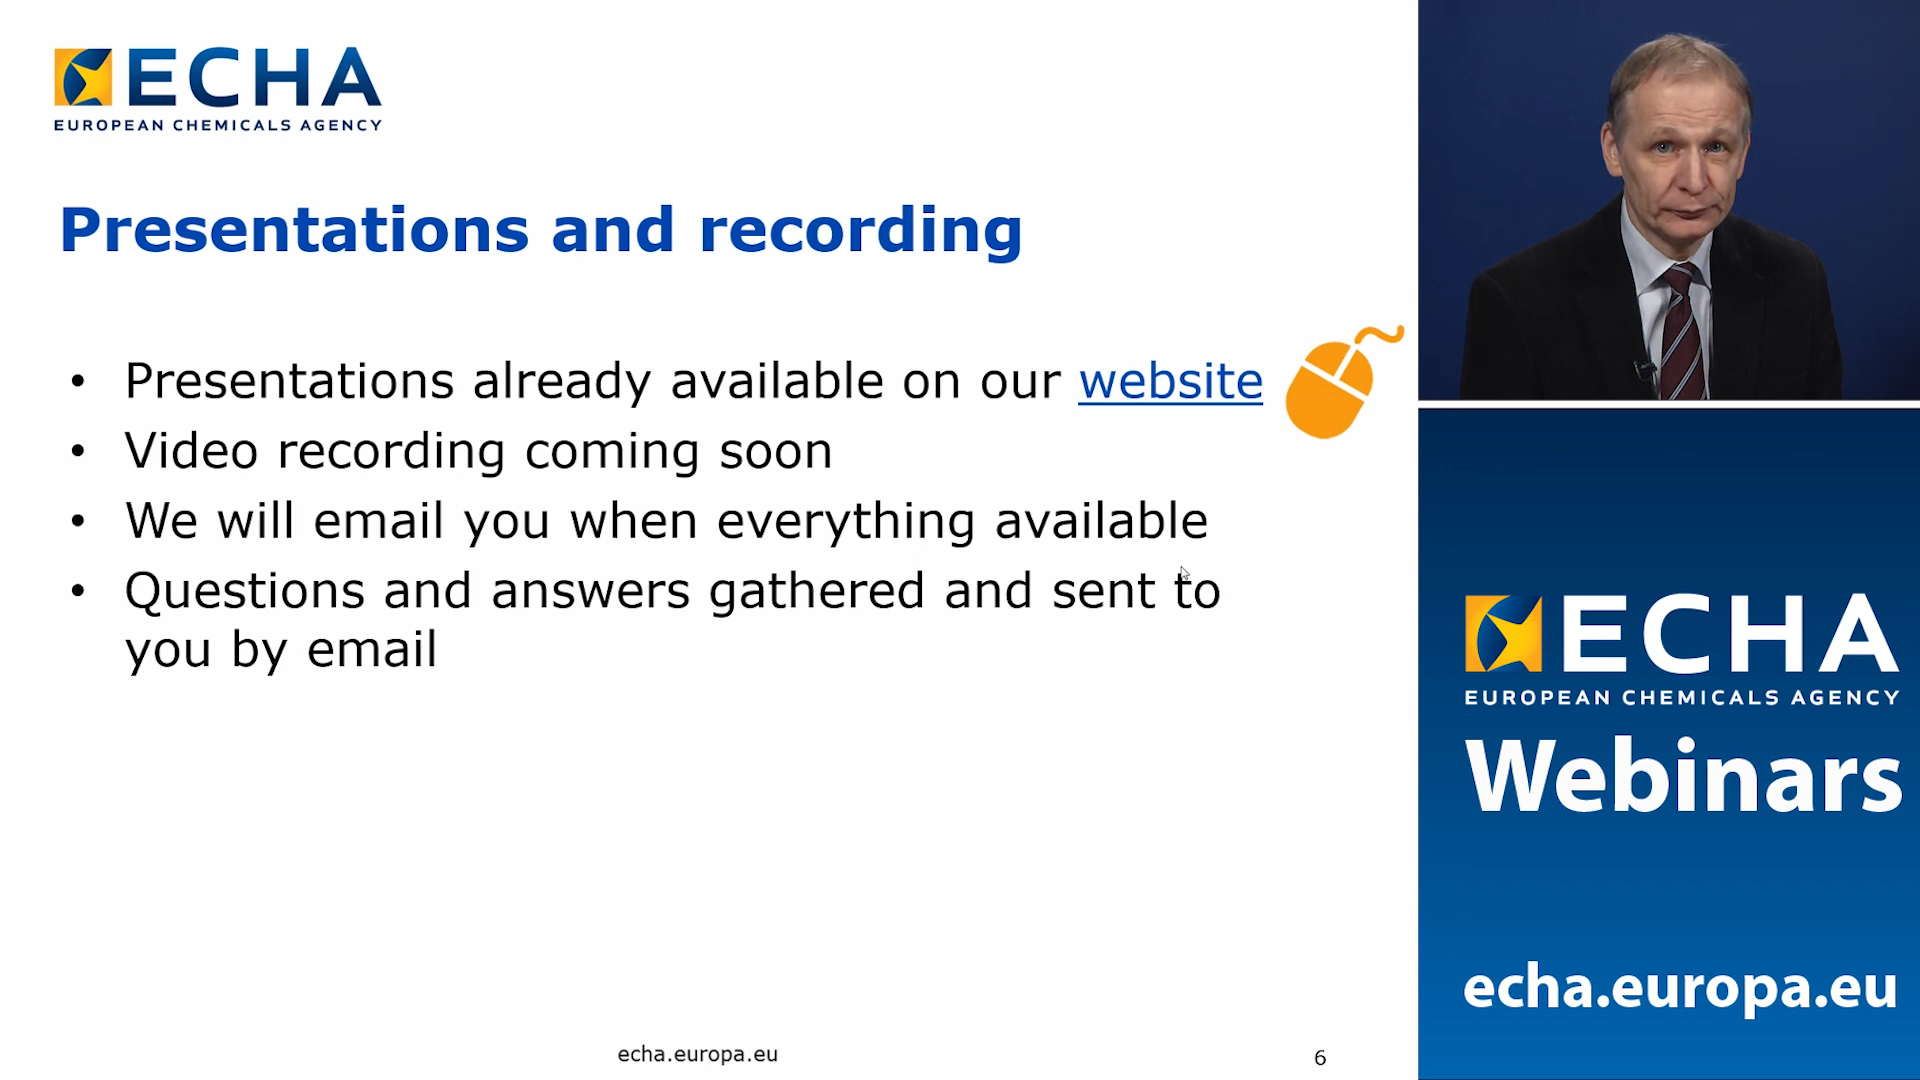 ECHA
EUROPEAN CHEMICALS AGENCY
Presentations and recording
• Presentations already available on our website
• Video recording coming soon
• We will email you when everything available
• Questions and answers gathered and sent to
you by email
echa.europa.eu
6
ECHA
EUROPEAN CHEMICALS AGENCY
Webinars
echa.europa.eu